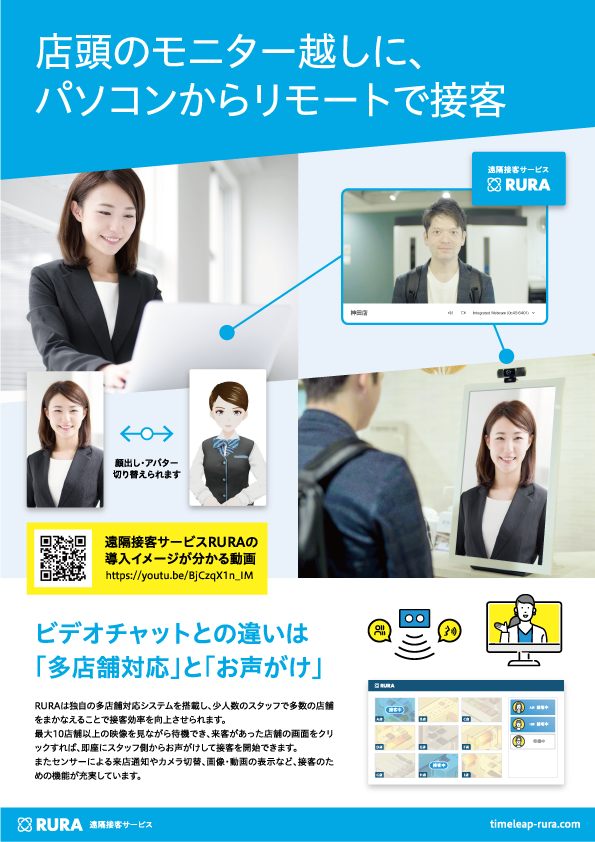 店頭のモニター越しに、
パソコンからリモートで接客
遠隔接客サービス
RURA
神田店
顔出し・アバター
切り替えられます
遠隔接客サービスRURAの
導入イメージが分かる動画
https://youtu.be/BjCzqX1n_IM
ビデオチャットとの違いは
「多店舗対応」と「お声がけ」
RURAは独自の多店舗対応システムを搭載し、少人数のスタッフで多数の店舗
をまかなえることで接客効率を向上させられます。
最大10店舗以上の映像を見ながら待機でき、来客があった店舗の画面をクリ
ックすれば、即座にスタッフ側からお声がけして接客を開始できます。
またセンサーによる来店通知やカメラ切替、画像・動画の表示など、接客のた
めの機能が充実しています。
RURA
接客中
接客中
接客中
接客中
RURA 遠隔接客サービス
timeleap-rura.com